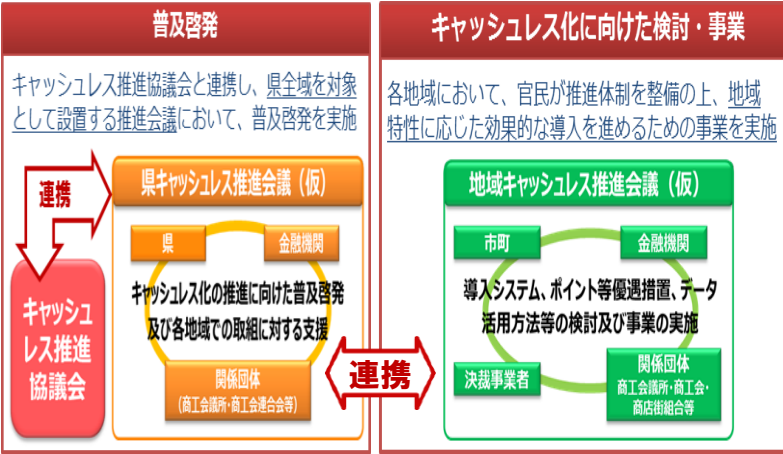 普及啓発
キャッシュレス推進協議会と連携し、県全域を対象
として設置する推進会議において、普及啓発を実施
連携
県キャッシュレス推進会議（仮）
県
金融機関
キャッシュレス化の推進に向けた普及啓発
及び各地域での取組に対する支援
関係団体
（商工会議所・商工会連合会等）
キャッシュ
レス推進
協議会
連携
キャッシュレス化に向けた検討・事業
各地域において、官民が推進体制を整備の上、地域
特性に応じた効果的な導入を進めるための事業を実施
地域キャッシュレス推進会議（仮）
市町
金融機関
導入システム、ポイント等優遇措置、データ
活用方法等の検討及び事業の実施
決裁事業者
関係団体
商工会議所・商工会・
商店街組合等